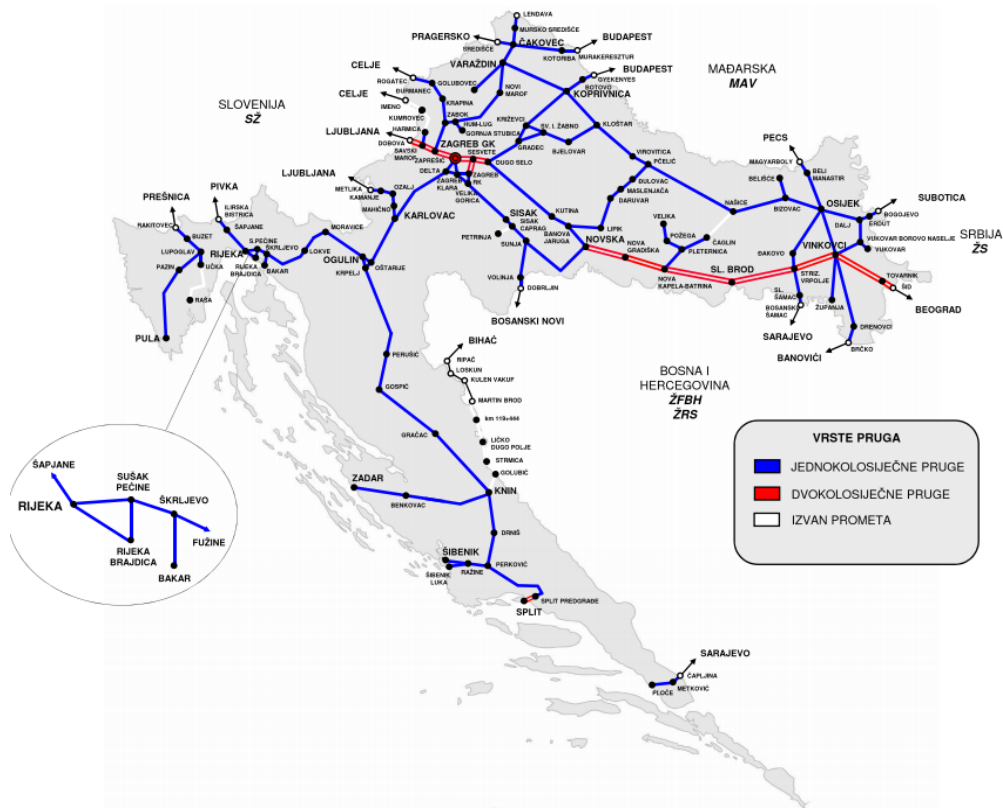 LENDAVA
MURSKO SREDIŠĆE
PRAGERSKO
SREDIŠĆE
ČAKOVEC
BUDAPEST
KOTORIBA
MURAKERESZTUR
VARAŽDIN
CELJE
ROGATEC
ĐURMANEC
GOLUBOVEC
BUDAPEST
GYEKENYES
BOTOVO
MAĐARSKA
MAV
CELJE
IMENO
KRAPINA
NOVI
MAROF
KOPRIVNICA
SLOVENIJA
SŽ
KUMROVEC
ZABOK
HUM-LUG
GORNJA STUBICA
KRIŽEVCI
SV. I. ŽABNO
KLOŠTAR
HARMICA
LJUBLJANA
DOBOVA
SAVSKI
MAROF
ZAPREŠIĆ
ZAGREB GK
SESVETE
DUGO SELO
GRADEC
BJELOVAR
VIROVITICA
PČELIĆ
PECS
MAGYARBOLY
BELI
MANASTIR
BELIŠĆE
DELTA
ZAGREB
KLARA
ZAGREB
RK
VELIKA
GORICA
ĐULOVAC
MASLENJAČA
DARUVAR
LJUBLJANA
METLIKA
KAMANJE
OZALJ
MAHIČNO
KARLOVAC
NAŠICE
BIZOVAC
OSIJEK
SUBOTICA
BOGOJEVO
DALJ
ERDUT
PREŠNICA
PIVKA
RAKITOVEC
ILIRSKA
BISTRICA
ŠAPJANE
SISAK
SISAK
CAPRAG
PETRINJA
SUNJA
KUTINA
BANOVA
JARUGA
LIPIK
VELIKA
POŽEGA
ČAGLIN
PLETERNICA
NOVSKA
NOVA
GRADIŠKA
VUKOVAR BOROVO NASELJE
VUKOVAR
VINKOVCI
SRBIJA
ŽS
BUZET
LUPOGLAV
PAZIN
UČKA
RAŠA
PULA
S.PEĆINE
ŠKRLJEVO
RIJEKA
RIJEKA
BRAJDICA
BAKAR
LOKVE
MORAVICE
OGULIN
KRPELJ
OŠTARIJE
VOLINJA
DOBRLJIN
BOSANSKI NOVI
NOVA
KAPELA-BATRINA
SL. BROD
ĐAKOVO
STRIZ.
VRPOLJE
TOVARNIK
ŠID
BEOGRAD
SL.
ŠAMAC
BOSANSKI
ŠAMAC
ŽUPANJA
DRENOVCI
BRČKO
SARAJEVO
BANOVIĆI
BIHAĆ
RIPAČ
LOSKUN
KULEN VAKUF
MARTIN BROD
km 119+444
LIČKO
DUGO POLJE
STRMICA
GOLUBIĆ
PERUŠIĆ
GOSPIĆ
GRAČAC
BOSNA I
HERCEGOVINA
ŽFBH
ŽRS
ZADAR
BENKOVAC
KNIN
DRNIŠ
ŠIBENIK
ŠIBENIK
LUKA
RAŽINE
PERKOVIĆ
SPLIT PREDGRAĐE
SPLIT
SARAJEVO
ČAPLJINA
PLOČE
METKOVIĆ
ŠAPJANE
SUŠAK
PEĆINE
ŠKRLJEVO
RIJEKA
FUŽINE
RIJEKA
BRAJDICA
BAKAR
VRSTE PRUGA
JEDNOKOLOSIJEČNE PRUGE
DVOKOLOSIJEČNE PRUGE
IZVAN PROMETA